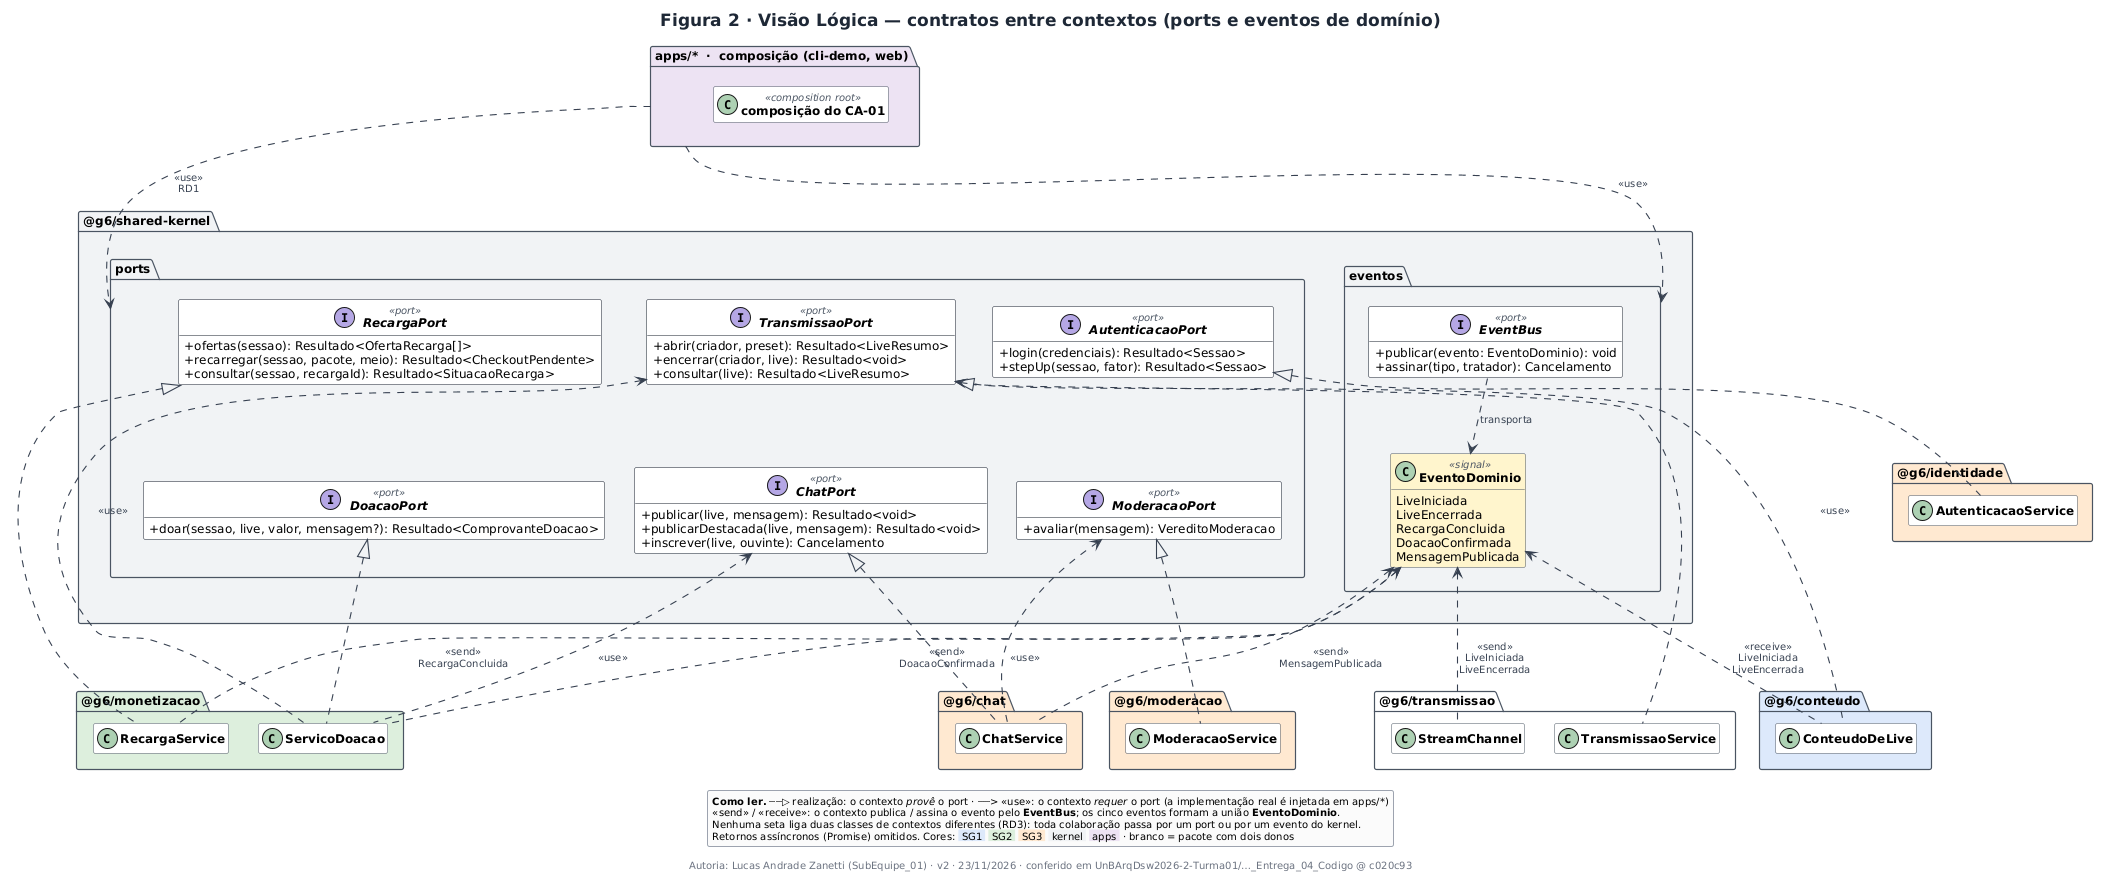 Figura 2 · Visão Lógica — contratos entre contextos (ports e eventos de domínio)
apps/* · composição (cli-demo, web)
«composition root»
C composição do CA-01
«use»
RD1
«use»
@g6/shared-kernel
ports
eventos
«port»
I RecargaPort
+ofertas(sessao): Resultado<OfertaRecarga[]>
+recarregar(sessao, pacote, meio): Resultado<CheckoutPendente>
+consultar(sessao, recargaId): Resultado<SituacaoRecarga>
«port»
I TransmissaoPort
+abrir(criador, preset): Resultado<LiveResumo>
+encerrar(criador, live): Resultado<void>
+consultar(live): Resultado<LiveResumo>
«port»
I AutenticacaoPort
+login(credenciais): Resultado<Sessao>
+stepUp(sessao, fator): Resultado<Sessao>
«port»
I EventBus
+publicar(evento: EventoDominio): void
+assinar(tipo, tratador): Cancelamento
transporta
«port»
I DoacaoPort
+doar(sessao, live, valor, mensagem?): Resultado<ComprovanteDoacao>
«port»
I ChatPort
+publicar(live, mensagem): Resultado<void>
+publicarDestacada(live, mensagem): Resultado<void>
+inscrever(live, ouvinte): Cancelamento
«port»
I ModeracaoPort
+avaliar(mensagem): VereditoModeracao
«signal»
C EventoDominio
LiveIniciada
LiveEncerrada
RecargaConcluida
DoacaoConfirmada
MensagemPublicada
@g6/identidade
C AutenticacaoService
«use»
«use»
«send»
RecargaConcluida
«use»
«send»
DoacaoConfirmada
«use»
«send»
MensagemPublicada
«send»
LiveIniciada
LiveEncerrada
«receive»
LiveIniciada
LiveEncerrada
@g6/monetizacao
C RecargaService
C ServicoDoacao
@g6/chat
C ChatService
@g6/moderacao
C ModeracaoService
@g6/transmissao
C StreamChannel
C TransmissaoService
@g6/conteudo
C ConteudoDeLive
Como ler. ––▷ realização: o contexto provê o port · ––> «use»: o contexto requer o port (a implementação real é injetada em apps/*)
«send» / «receive»: o contexto publica / assina o evento pelo EventBus; os cinco eventos formam a união EventoDominio.
Nenhuma seta liga duas classes de contextos diferentes (RD3): toda colaboração passa por um port ou por um evento do kernel.
Retornos assíncronos (Promise) omitidos. Cores: SG1 SG2 SG3 kernel apps · branco = pacote com dois donos
Autoria: Lucas Andrade Zanetti (SubEquipe_01) · v2 · 23/11/2026 · conferido em UnBArqDsw2026-2-Turma01/..._Entrega_04_Codigo @ c020c93